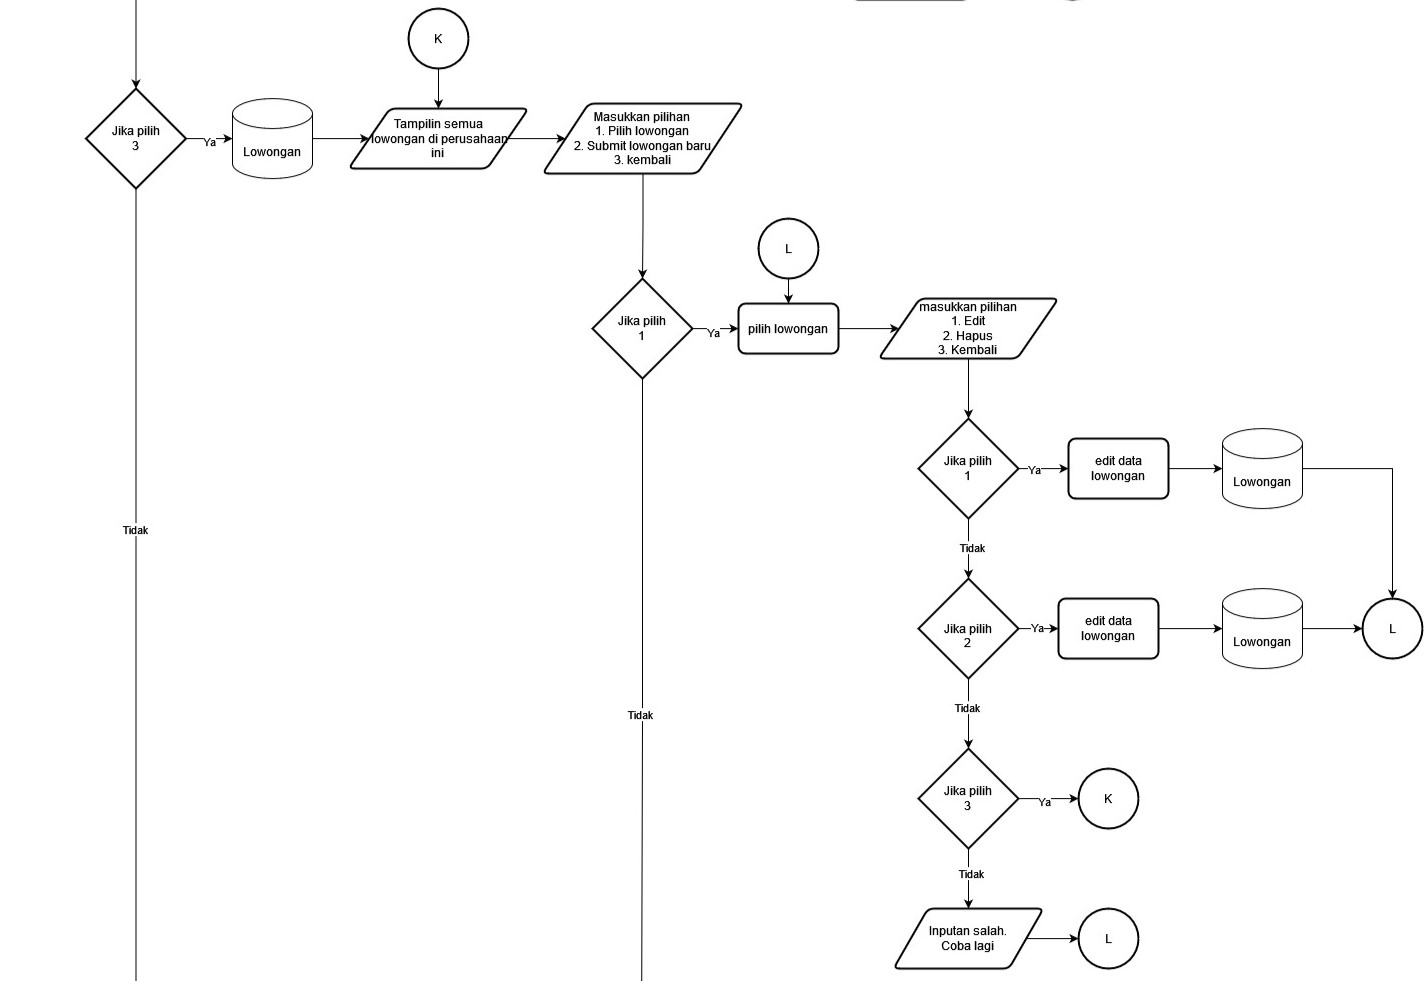 K
Jika pilih
3
Ya
Lowongan
Tampilin semua
lowongan di perusahaan
ini
Masukkan pilihan
1. Pilih lowongan
2. Submit lowongan baru
3. kembali
L
Jika pilih
1
Ya
pilih lowongan
masukkan pilihan
1. Edit
2. Hapus
3. Kembali
Jika pilih
1
Ya
edit data
lowongan
Lowongan
Tidak
Tidak
Jika pilih
2
Ya
edit data
lowongan
Lowongan
L
Tidak
Tidak
Jika pilih
3
Ya
K
Tidak
Inputan salah.
Coba lagi
L